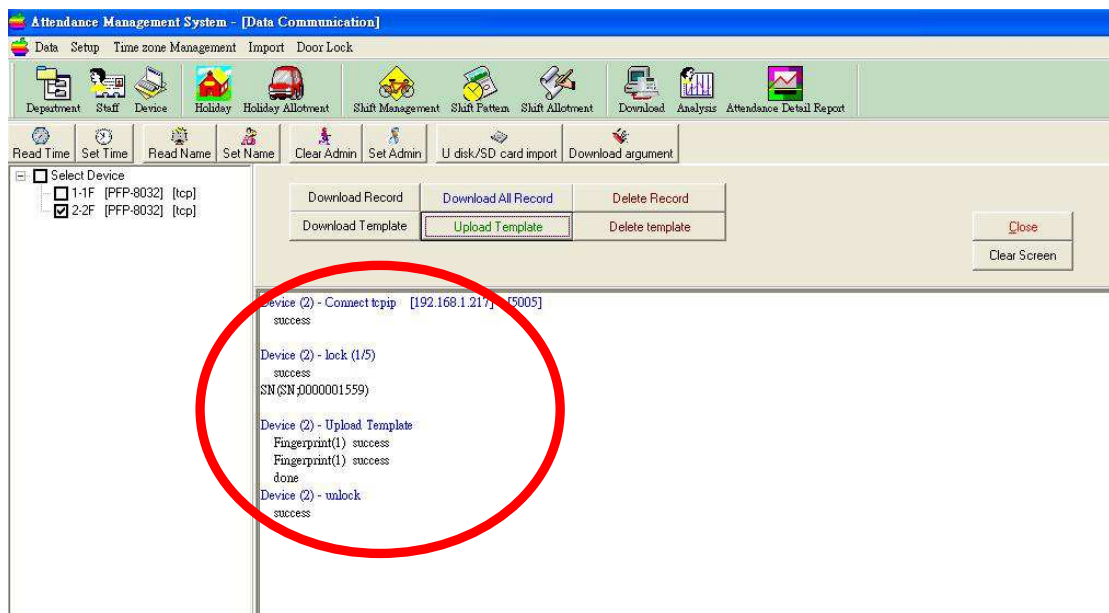 Attendance Management System - [Data Communication]
Data Setup Time zone Management Import Door Lock
Department Staff Device Holiday Holiday Allotment Shift Management Shift Pattern Shift Allotment Download Analysis Attendance Detail Report
Read Time Set Time Read Name Set Name Clear Admin Set Admin U disk/SD card import Download argument
Select Device
1-1F [PFP-8032] [tcp]
2-2F [PFP-8032] [tcp]
Download Record Download All Record Delete Record
Download Template Upload Template Delete template
Close
Clear Screen
Device (2) - Connect tcpip [192.168.1.217] [5005]
success
Device (2) - lock (1/5)
success
SN(SN;0000001559)
Device (2) - Upload Template
Fingerprint(1) success
Fingerprint(1) success
done
Device (2) - unlock
success